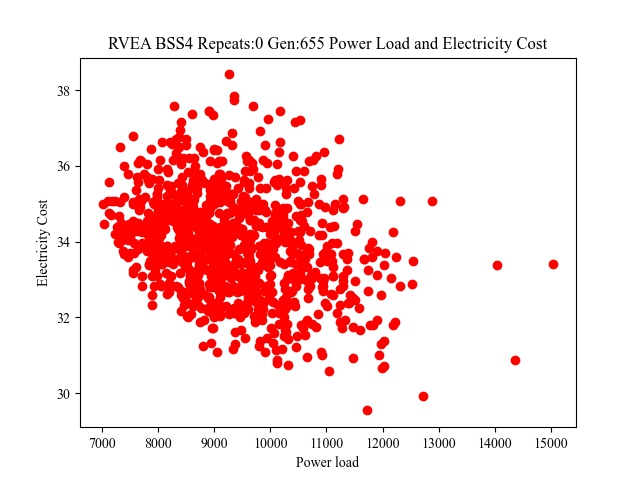 RVEA BSS4 Repeats:0 Gen:655 Power Load and Electricity Cost
Electricity Cost
38
36
34
32
30
7000 8000 9000 10000 11000 12000 13000 14000 15000
Power load